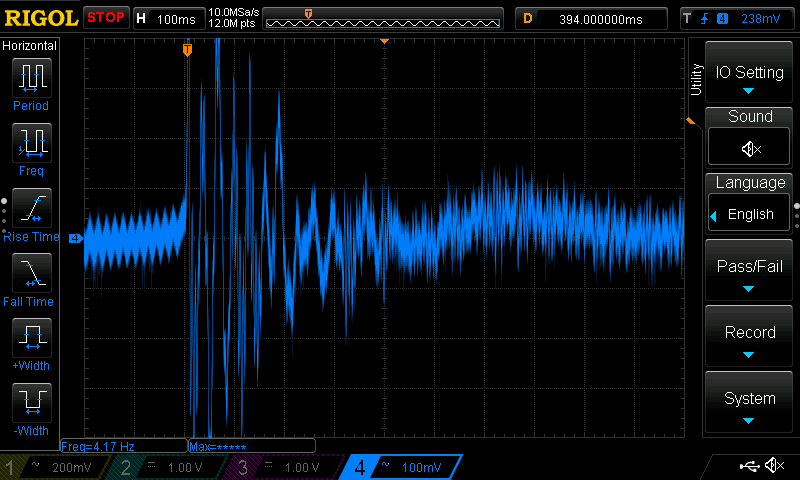 RIGOL STOP H 100ms 10.0MSa/s D 394.000000ms T 4 238mV
12.0M pts
T
Horizontal
Period
Freq
Rise Time
Fall Time
+Width
-Width
T
4
Freq=4.17 Hz Max=*****
Utility
IO Setting
Sound
Language
English
Pass/Fail
Record
System
1 ~ 200mV 2 1.00 V 3 1.00 V 4 ~ 100mV